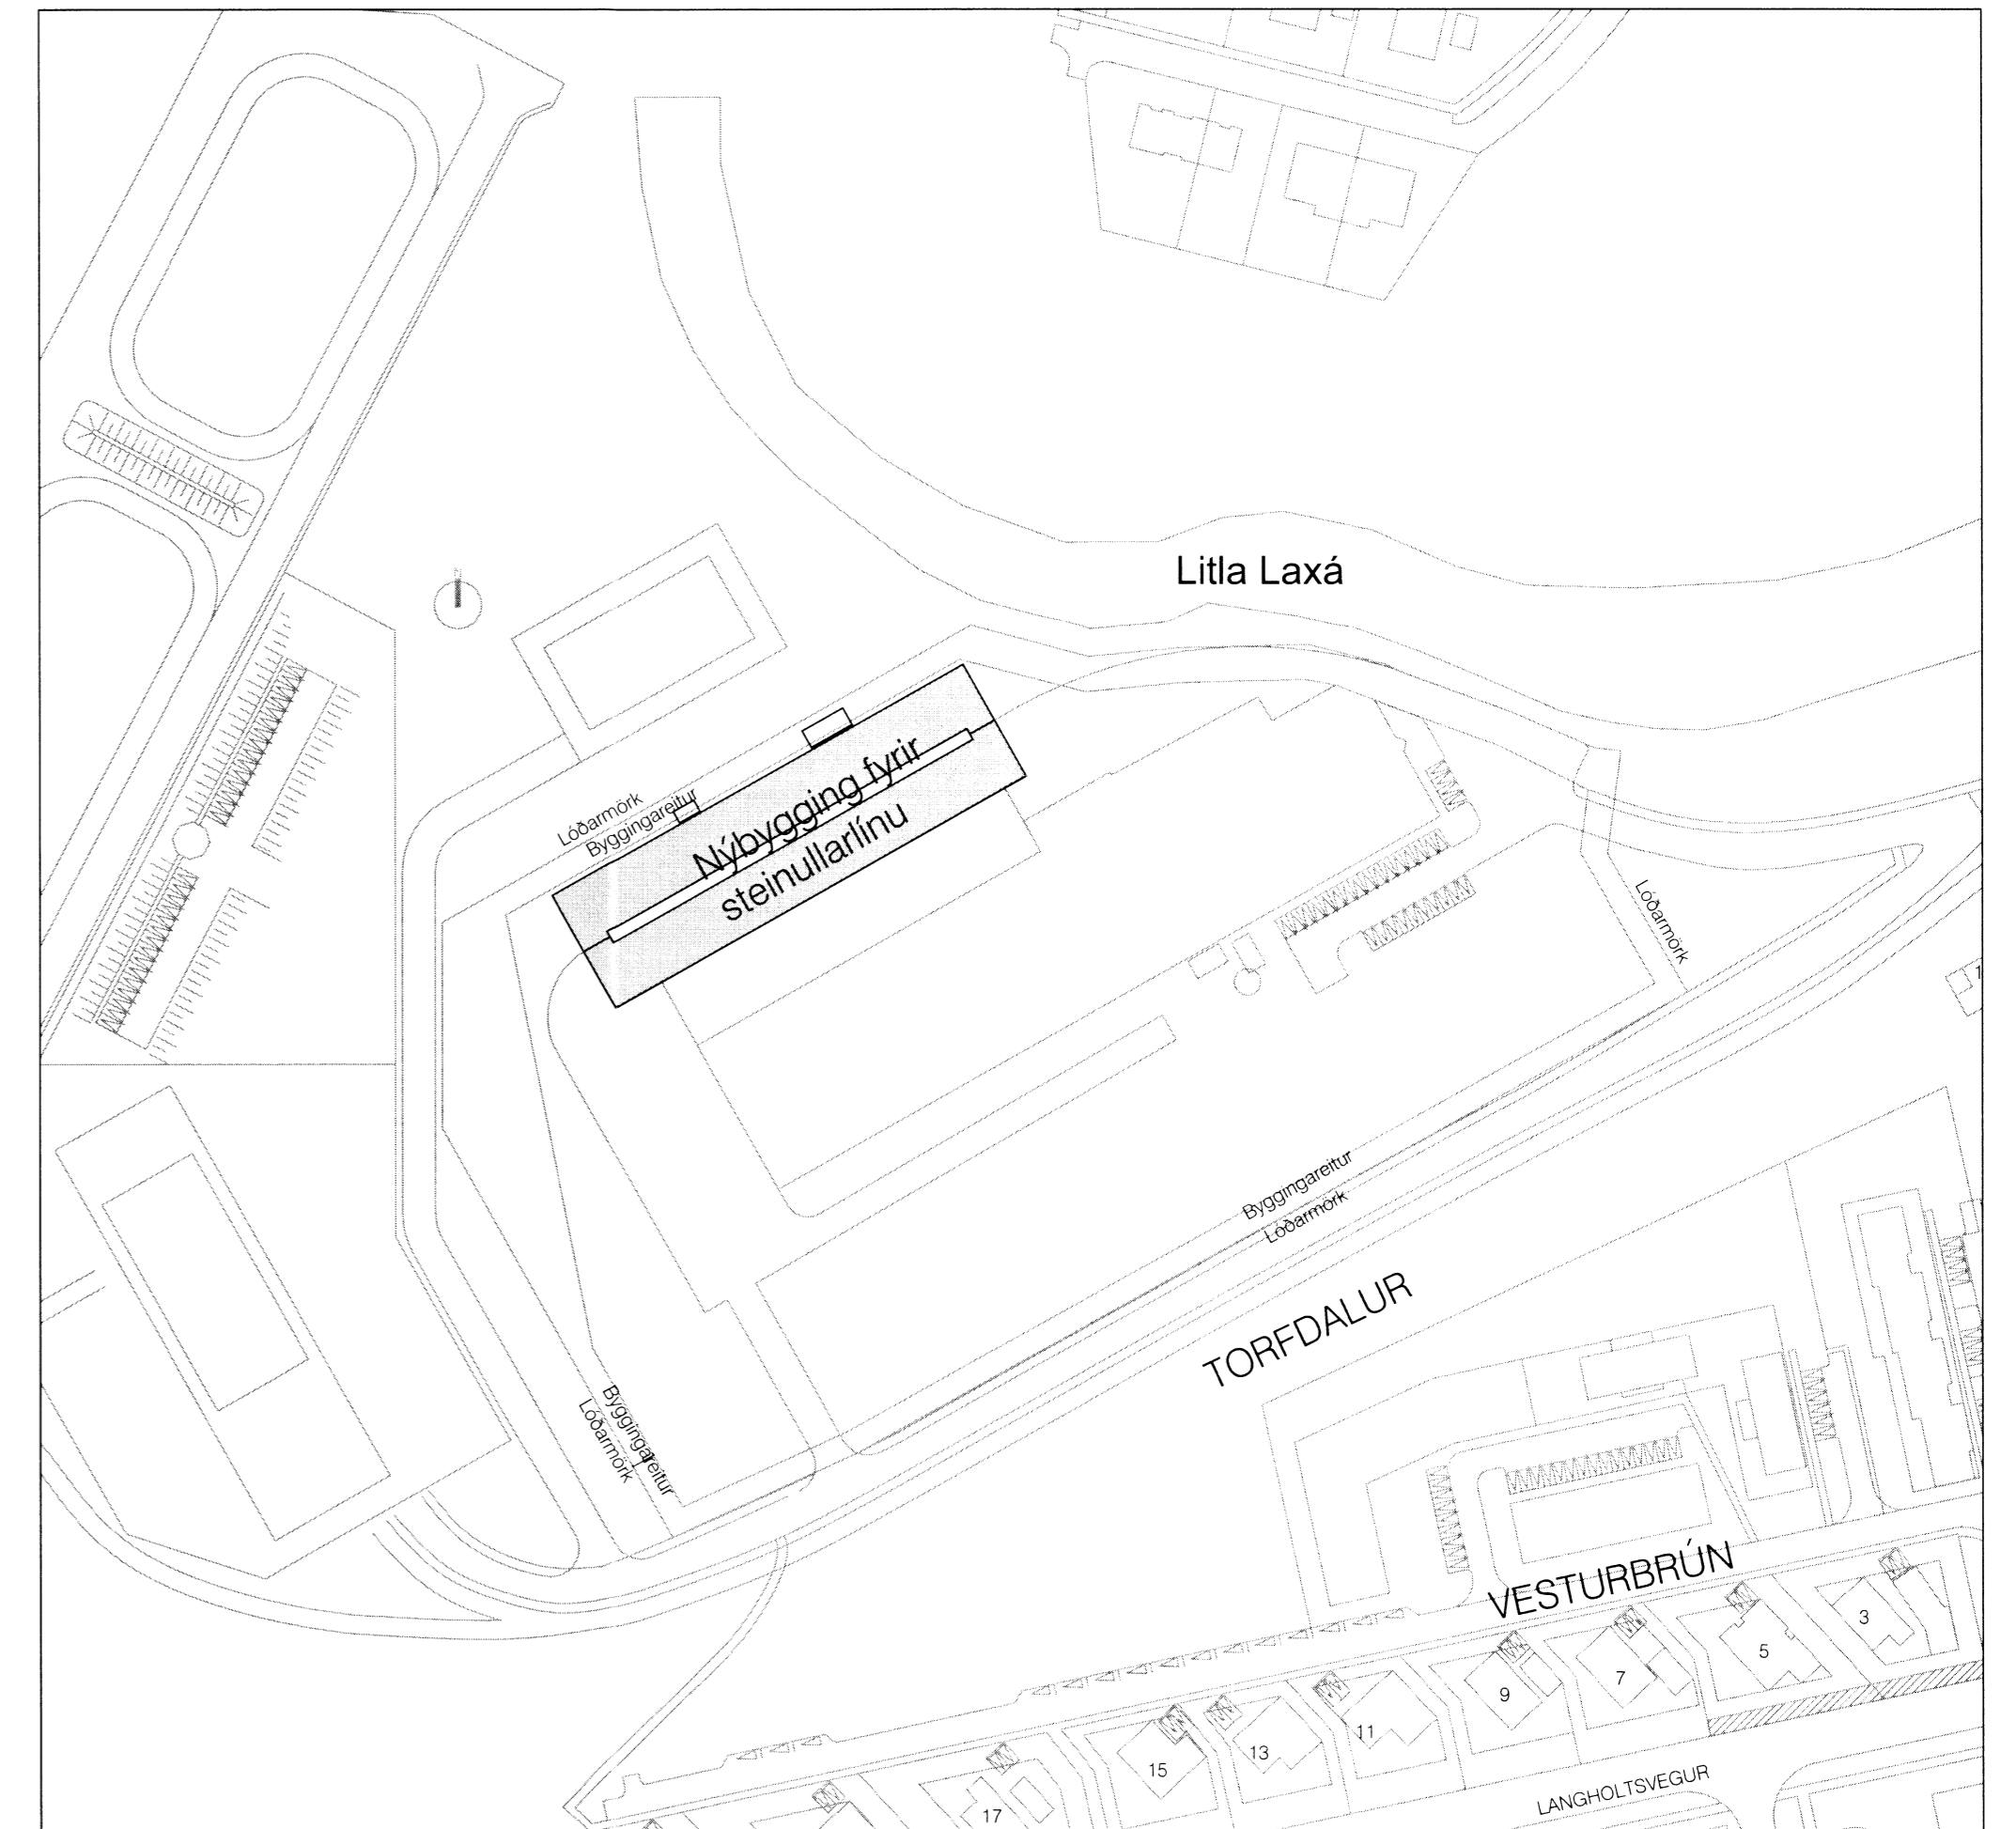 Litla Laxá
Nýbygging fyrir
steinullarlínu
Lóðarmörk
Byggingareitur
Lóðarmörk
1
Byggingareitur
Lóðarmörk
TORFDALUR
Byggingareitur
Lóðarmörk
VESTURBRÚN
3
5
7
9
11
13
15
17
LANGHOLTSVEGUR